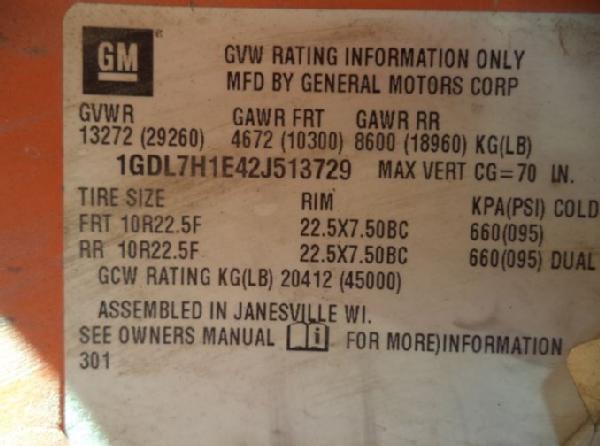 GM
GVW RATING INFORMATION ONLY
MFD BY GENERAL MOTORS CORP
GVWR GAWR FRT GAWR RR
13272 (29260) 4672 (10300) 8600 (18960) KG(LB)
1GDL7H1E42J513729 MAX VERT CG=70 IN.
TIRE SIZE RIM KPA(PSI) COLD
FRT 10R22.5F 22.5X7.50BC 660(095)
RR 10R22.5F 22.5X7.50BC 660(095) DUAL
GCW RATING KG(LB) 20412 (45000)
ASSEMBLED IN JANESVILLE WI.
SEE OWNERS MANUAL i FOR MORE)INFORMATION
301